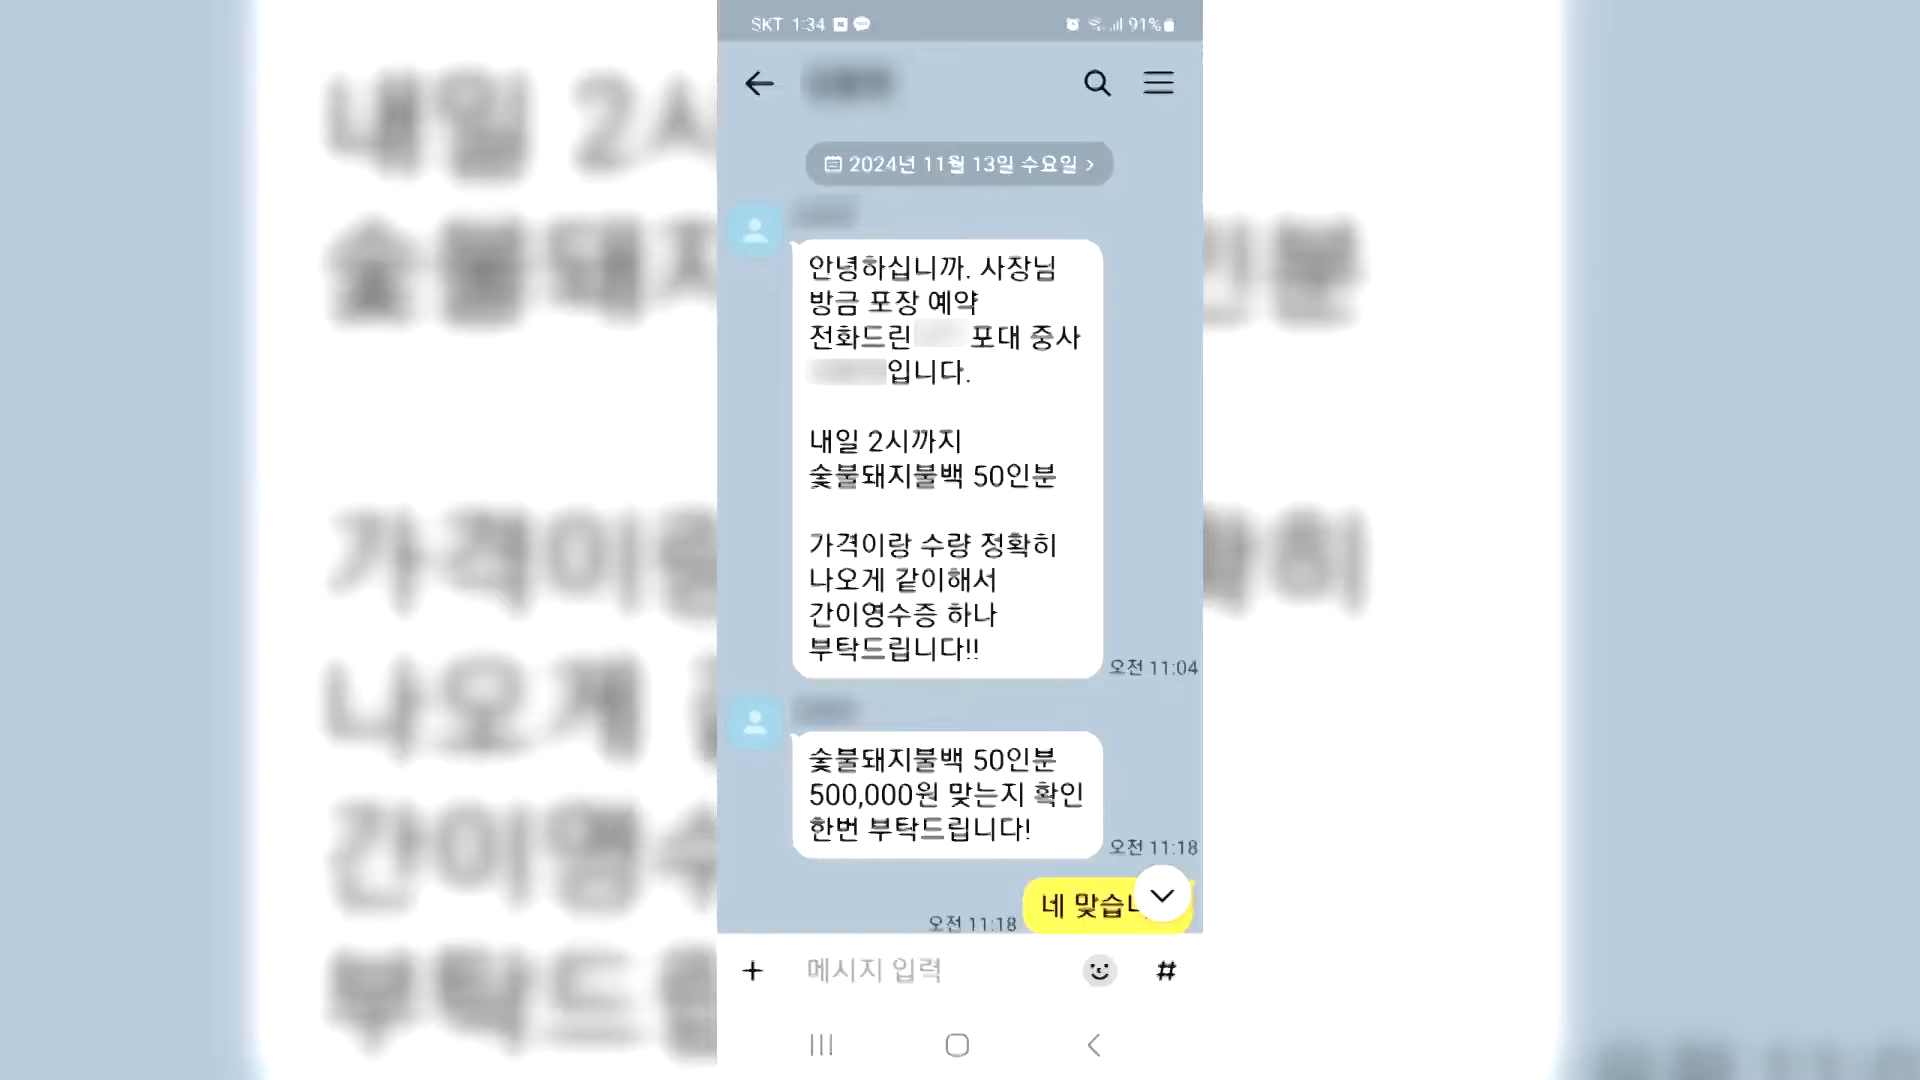 SKT 1:34
91%
2024년 11월 13일 수요일
안녕하십니까. 사장님
방금 포장 예약
전화드린 포대 중사
입니다.
내일 2시까지
숯불돼지불백 50인분
가격이랑 수량 정확히
나오게 같이해서
간이영수증 하나
부탁드립니다!!
오전 11:04
숯불돼지불백 50인분
500,000원 맞는지 확인
한번 부탁드립니다!
오전 11:18
네 맞습니
오전 11:18
메시지 입력
#